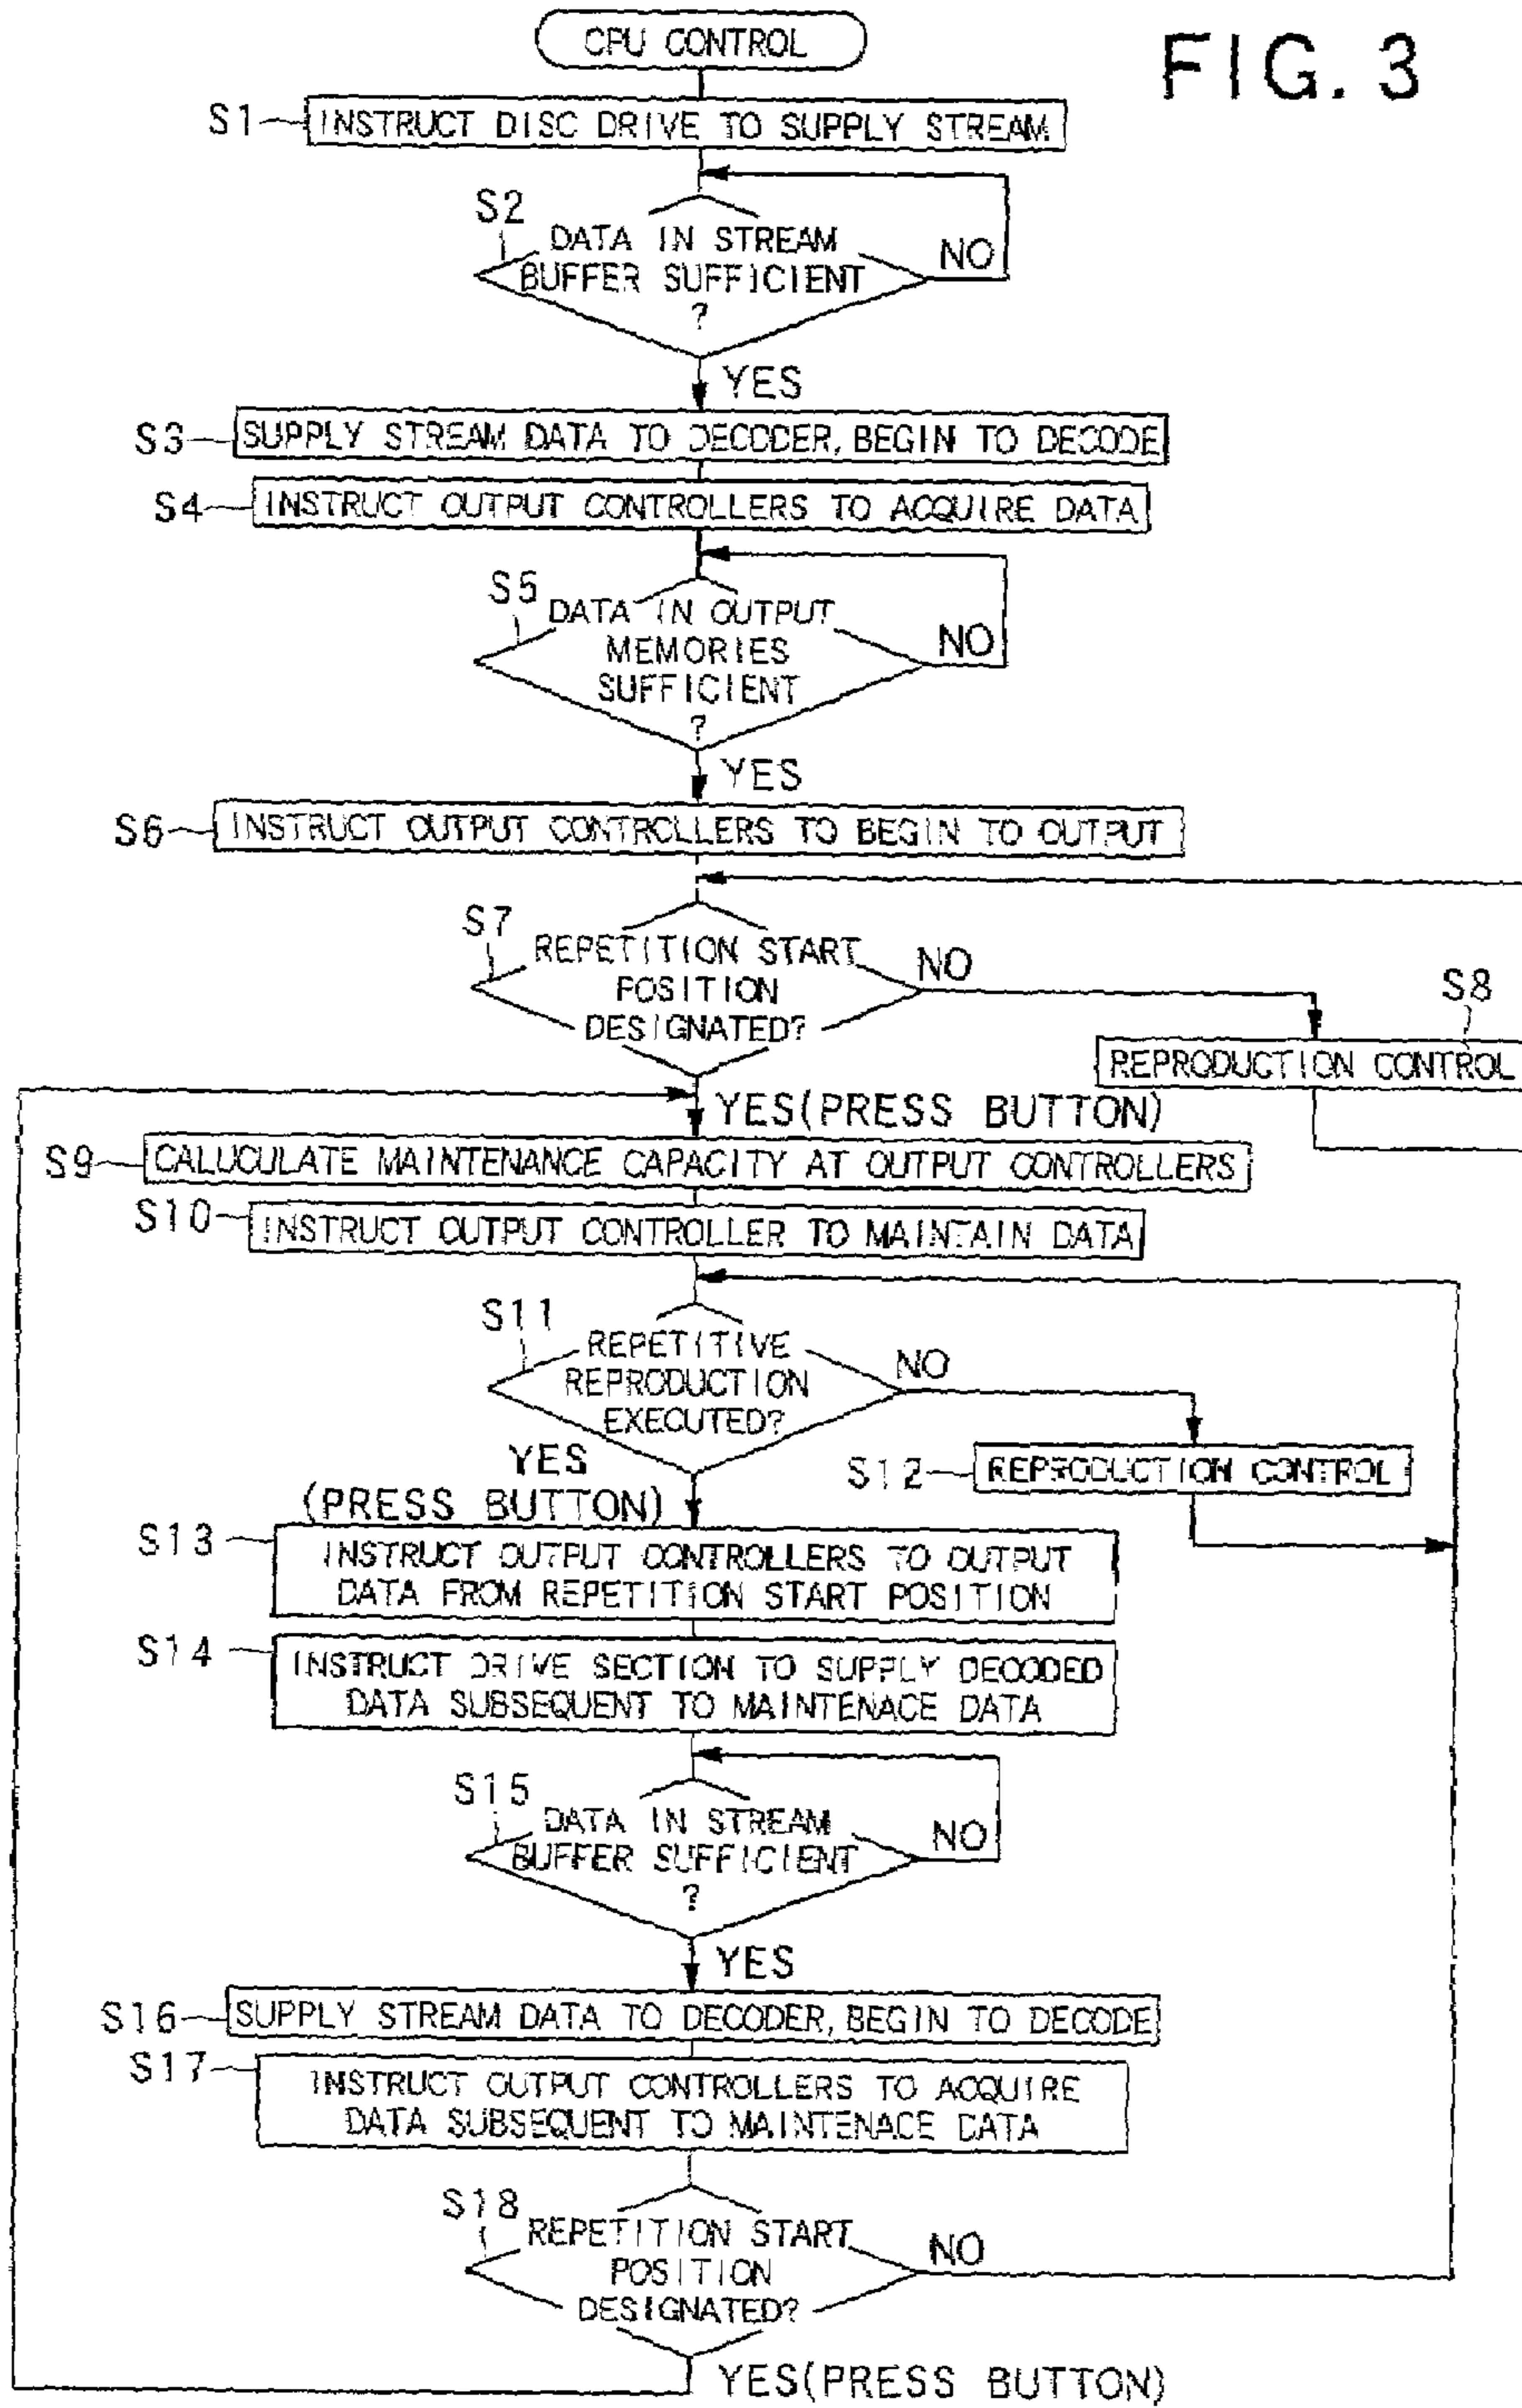 CPU CONTROL
FIG. 3
S1
INSTRUCT DISC DRIVE TO SUPPLY STREAM
S2
DATA IN STREAM
BUFFER SUFFICIENT
?
NO
YES
S3
SUPPLY STREAM DATA TO DECODER, BEGIN TO DECODE
S4
INSTRUCT OUTPUT CONTROLLERS TO ACQUIRE DATA
S5
DATA IN OUTPUT
MEMORIES
SUFFICIENT
?
NO
YES
S6
INSTRUCT OUTPUT CONTROLLERS TO BEGIN TO OUTPUT
S7
REPETITION START
POSITION
DESIGNATED?
NO
S8
REPRODUCTION CONTROL
YES(PRESS BUTTON)
S9
CALUCULATE MAINTENANCE CAPACITY AT OUTPUT CONTROLLERS
S10
INSTRUCT OUTPUT CONTROLLER TO MAINTAIN DATA
S11
REPETITIVE
REPRODUCTION
EXECUTED?
NO
S12
REPRODUCTION CONTROL
YES
(PRESS BUTTON)
S13
INSTRUCT OUTPUT CONTROLLERS TO OUTPUT
DATA FROM REPETITION START POSITION
S14
INSTRUCT DRIVE SECTION TO SUPPLY DECODED
DATA SUBSEQUENT TO MAINTENACE DATA
S15
DATA IN STREAM
BUFFER SUFFICIENT
?
NO
YES
S16
SUPPLY STREAM DATA TO DECODER, BEGIN TO DECODE
S17
INSTRUCT OUTPUT CONTROLLERS TO ACQUIRE
DATA SUBSEQUENT TO MAINTENACE DATA
S18
REPETITION START
POSITION
DESIGNATED?
NO
YES(PRESS BUTTON)